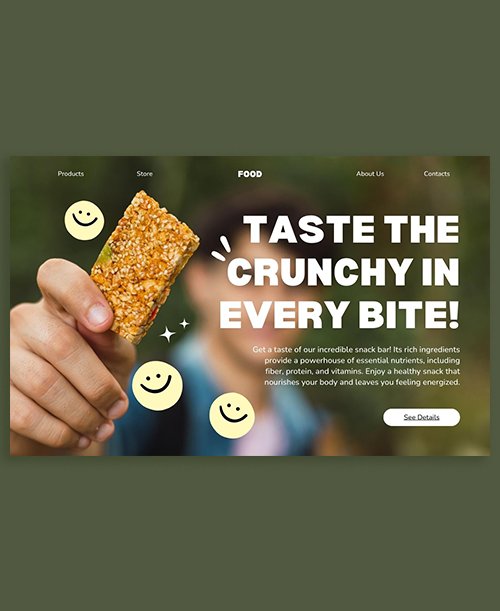 Products
Store
FOOD
About Us
Contacts
TASTE THE
CRUNCHY IN
EVERY BITE!
Get a taste of our incredible snack bar! Its rich ingredients
provide a powerhouse of essential nutrients, including
fiber, protein, and vitamins. Enjoy a healthy snack that
nourishes your body and leaves you feeling energized.
See Details